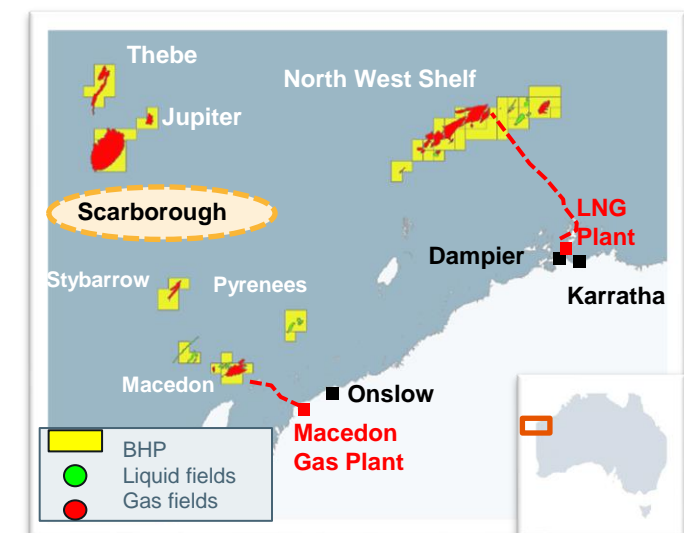 Thebe
North West Shelf
Jupiter
Scarborough
LNG
Plant
Dampier
Karratha
Stybarrow
Pyrenees
Macedon
Onslow
Macedon
Gas Plant
BHP
Liquid fields
Gas fields